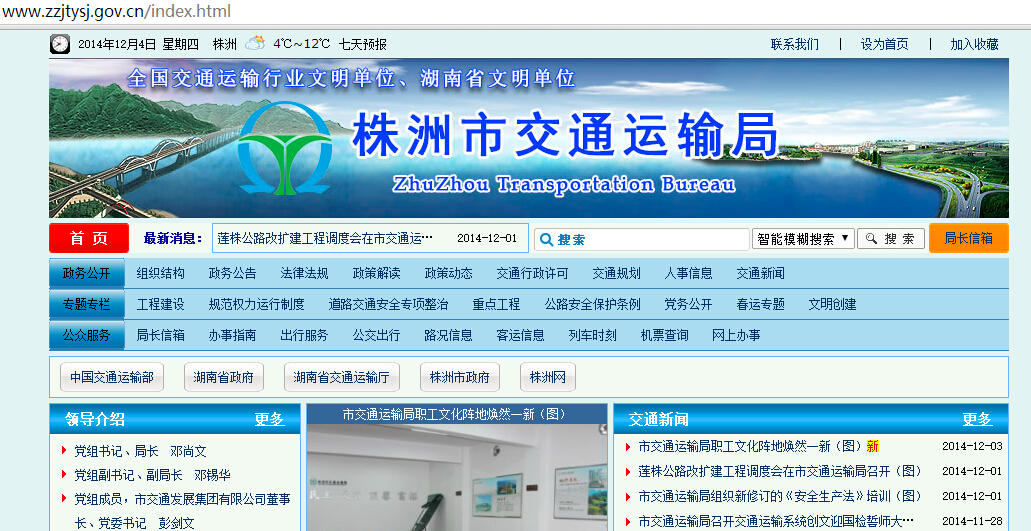 www.zzjtysj.gov.cn/index.html
2014年12月4日 星期四 株洲 4℃~12℃ 七天预报 联系我们 | 设为首页 | 加入收藏
全国交通运输行业文明单位、湖南省文明单位
株洲市交通运输局
ZhuZhou Transportation Bureau
首 页 最新消息： 莲株公路改扩建工程调度会在市交通运… 2014-12-01 搜索 智能模糊搜索 ▼ 搜 索 局长信箱
政务公开 组织结构 政务公告 法律法规 政策解读 政策动态 交通行政许可 交通规划 人事信息 交通新闻
专题专栏 工程建设 规范权力运行制度 道路交通安全专项整治 重点工程 公路安全保护条例 党务公开 春运专题 文明创建
公众服务 局长信箱 办事指南 出行服务 公交出行 路况信息 客运信息 列车时刻 机票查询 网上办事
中国交通运输部 湖南省政府 湖南省交通运输厅 株洲市政府 株洲网
领导介绍 更多
党组书记、局长 邓尚文
党组副书记、副局长 邓锡华
党组成员，市交通发展集团有限公司董事
长、党委书记 彭剑文
市交通运输局职工文化阵地焕然一新（图）
交通新闻 更多
市交通运输局职工文化阵地焕然一新（图）新 2014-12-03
莲株公路改扩建工程调度会在市交通运输局召开（图） 2014-12-01
市交通运输局组织新修订的《安全生产法》培训（图） 2014-12-01
市交通运输局召开交通运输系统创文迎国检誓师大… 2014-11-28